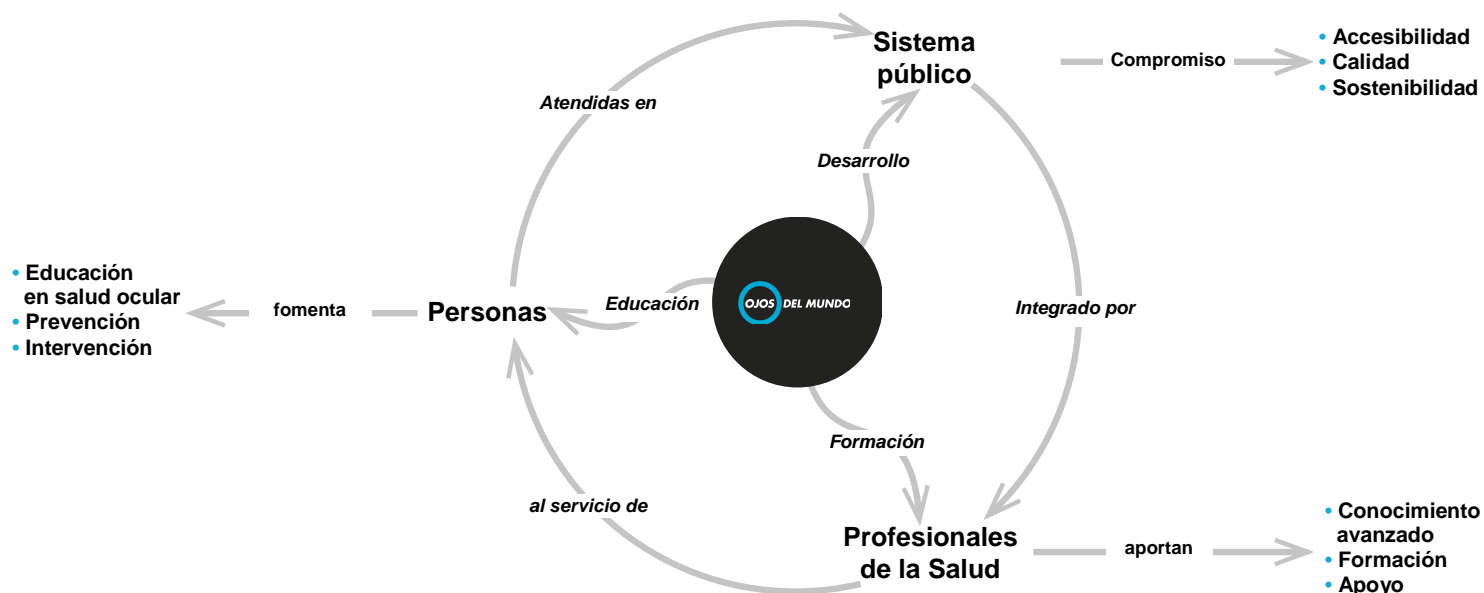 Sistema
público
Compromiso
• Accesibilidad
• Calidad
• Sostenibilidad
Atendidas en
Desarrollo
• Educación
en salud ocular
• Prevención
• Intervención
fomenta
Personas
Educación
OJOS DEL MUNDO
Integrado por
Formación
al servicio de
Profesionales
de la Salud
aportan
• Conocimiento
avanzado
• Formación
• Apoyo